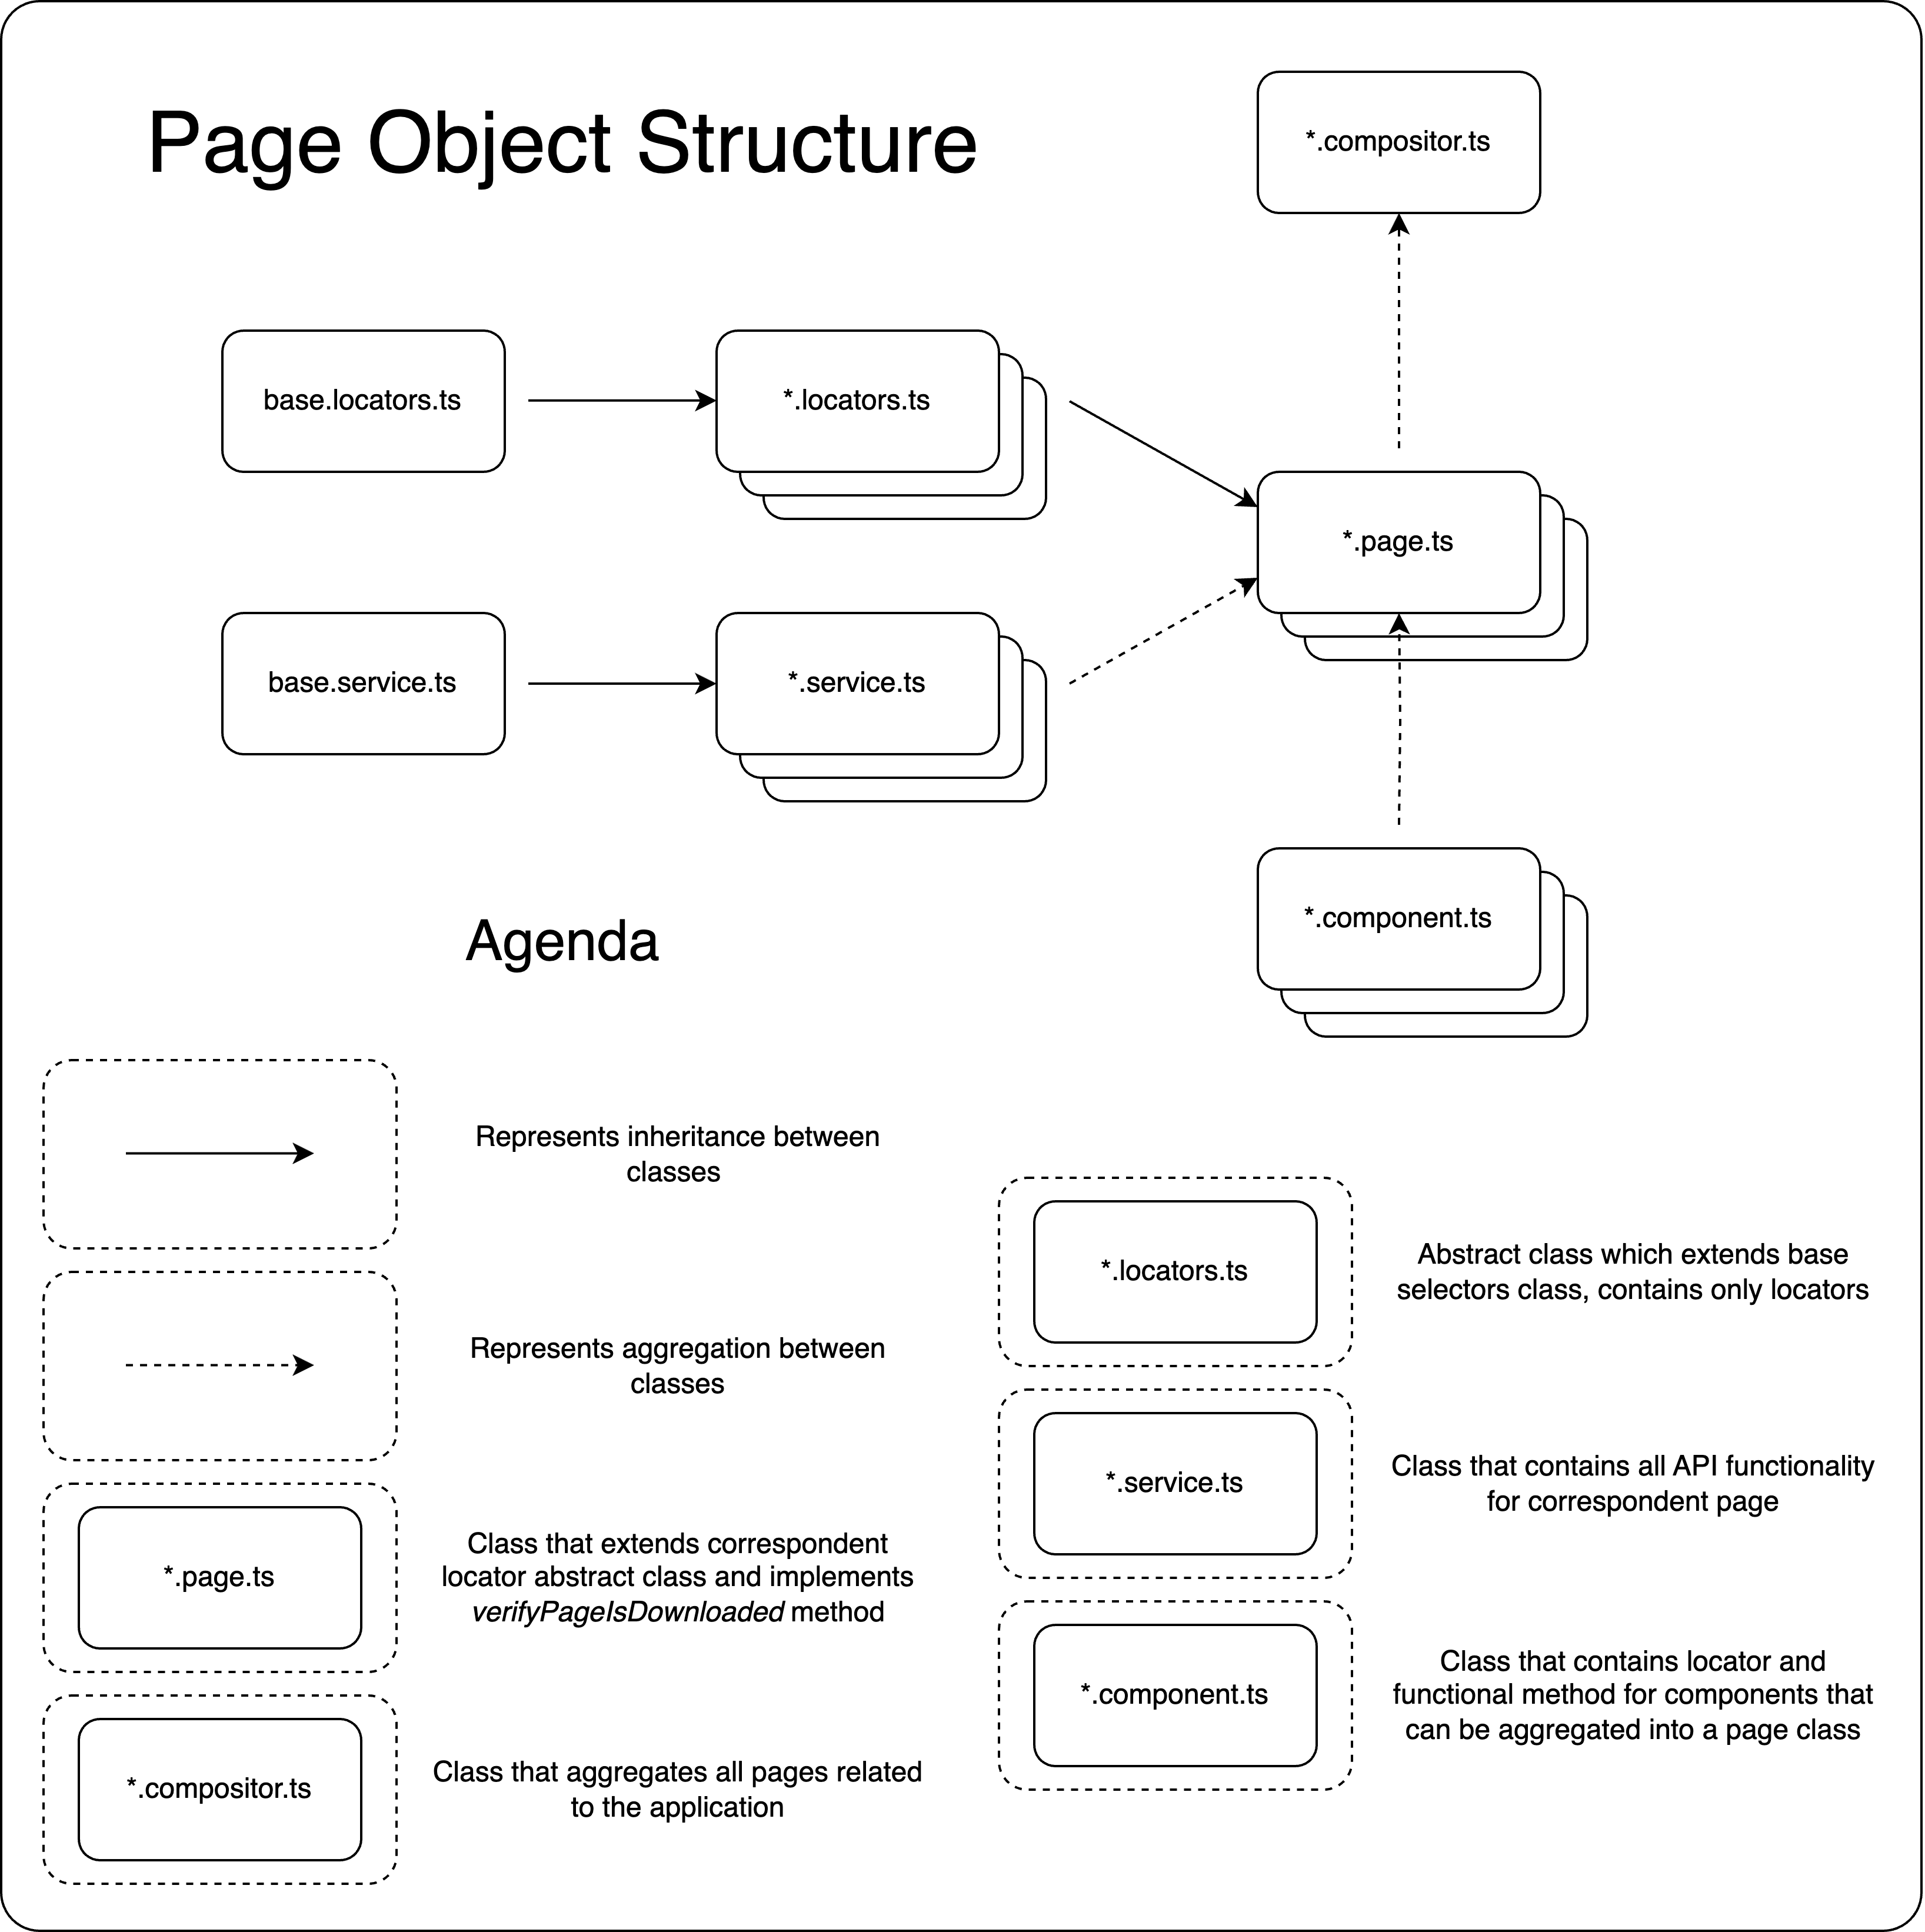 Page Object Structure
*.compositor.ts
base.locators.ts
*.locators.ts
*.page.ts
base.service.ts
*.service.ts
*.component.ts
Agenda
Represents inheritance between
classes
Represents aggregation between
classes
*.page.ts
Class that extends correspondent
locator abstract class and implements
verifyPageIsDownloaded method
*.compositor.ts
Class that aggregates all pages related
to the application
*.locators.ts
Abstract class which extends base
selectors class, contains only locators
*.service.ts
Class that contains all API functionality
for correspondent page
*.component.ts
Class that contains locator and
functional method for components that
can be aggregated into a page class